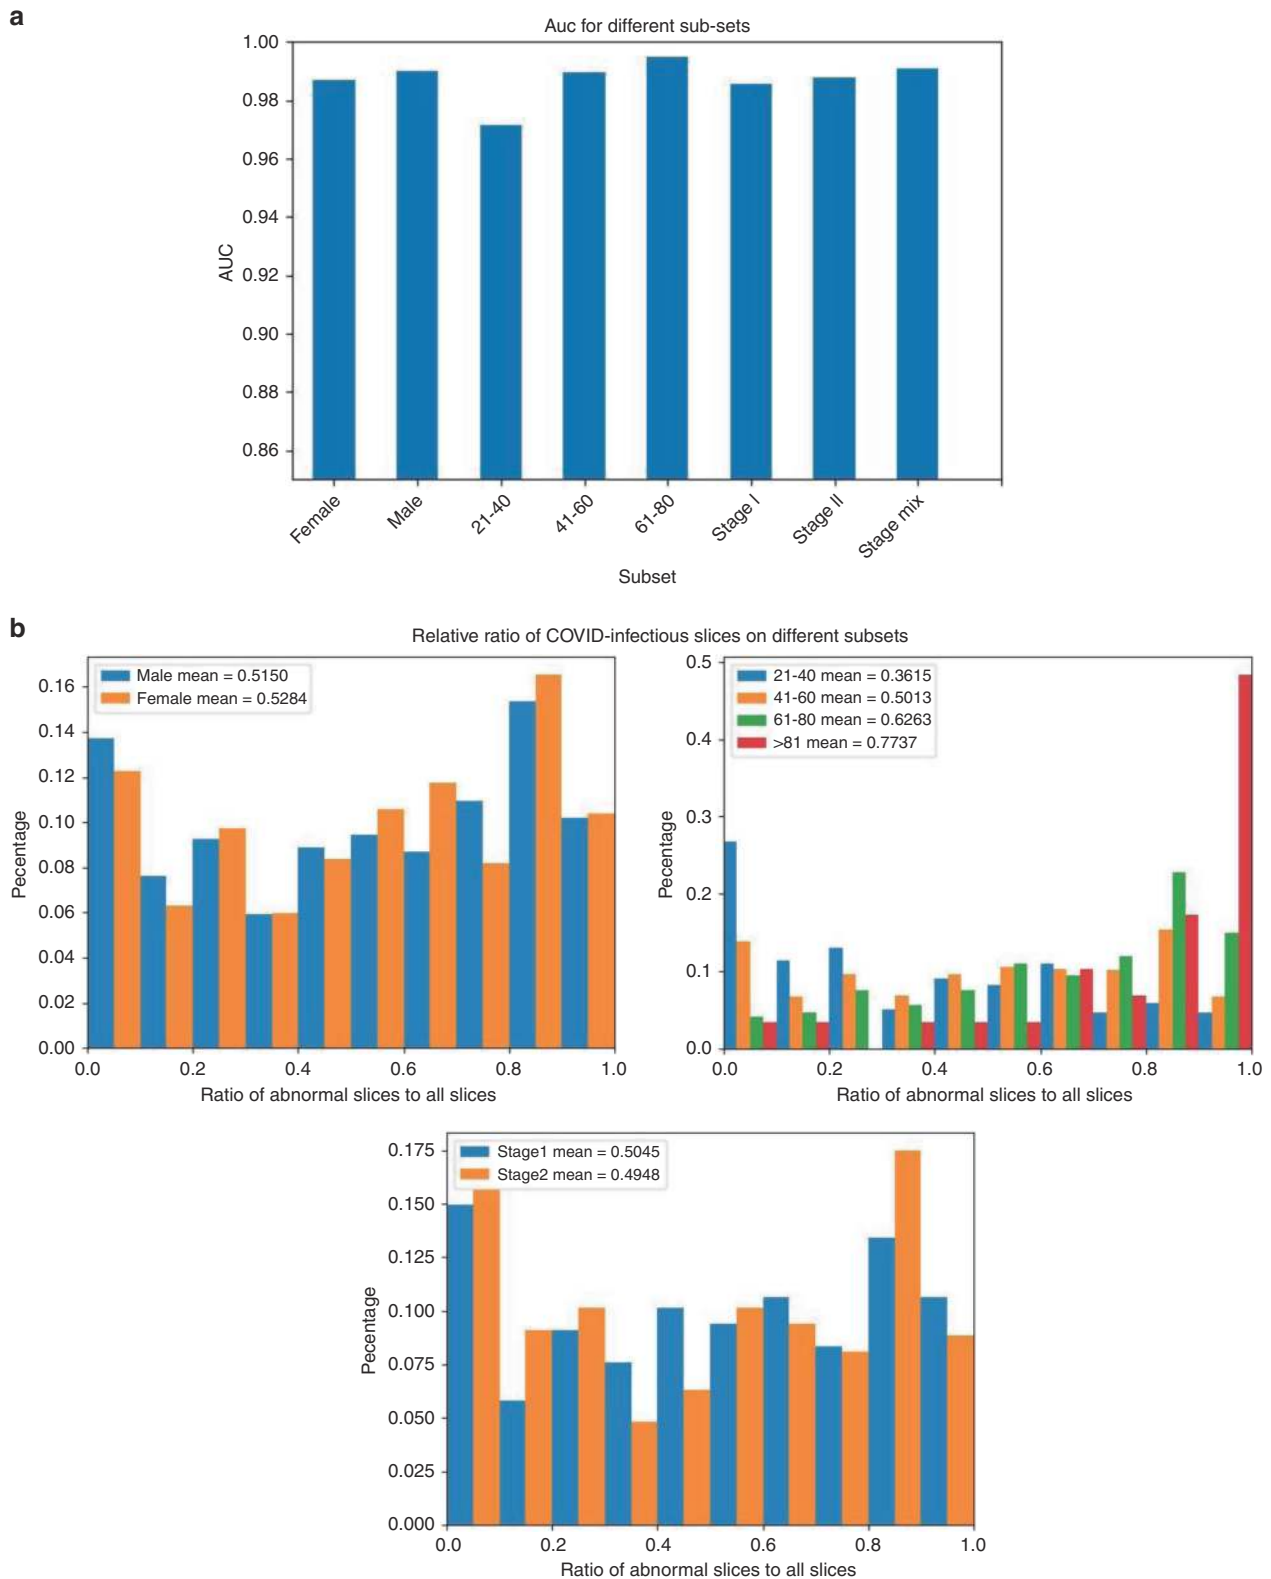 a
Auc for different sub-sets
1.00
0.98
0.96
0.94
0.92
0.90
0.88
0.86
AUC
Female
Male
21-40
41-60
61-80
Stage I
Stage II
Stage mix
Subset
b
Relative ratio of COVID-infectious slices on different subsets
Male mean = 0.5150
Female mean = 0.5284
0.16
0.14
0.12
0.10
0.08
0.06
0.04
0.02
0.00
Pecentage
0.0 0.2 0.4 0.6 0.8 1.0
Ratio of abnormal slices to all slices
21-40 mean = 0.3615
41-60 mean = 0.5013
61-80 mean = 0.6263
>81 mean = 0.7737
0.5
0.4
0.3
0.2
0.1
0.0
Pecentage
0.0 0.2 0.4 0.6 0.8 1.0
Ratio of abnormal slices to all slices
Stage1 mean = 0.5045
Stage2 mean = 0.4948
0.175
0.150
0.125
0.100
0.075
0.050
0.025
0.000
Pecentage
0.0 0.2 0.4 0.6 0.8 1.0
Ratio of abnormal slices to all slices